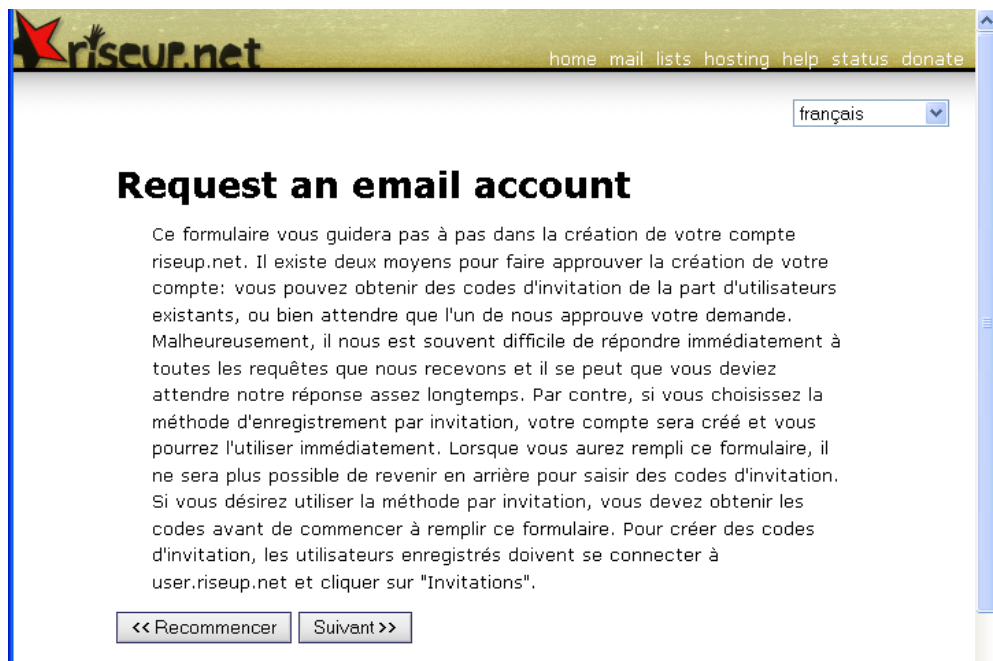 riseup.net
home mail lists hosting help status donate
français
Request an email account
Ce formulaire vous guidera pas à pas dans la création de votre compte
riseup.net. Il existe deux moyens pour faire approuver la création de votre
compte: vous pouvez obtenir des codes d'invitation de la part d'utilisateurs
existants, ou bien attendre que l'un de nous approuve votre demande.
Malheureusement, il nous est souvent difficile de répondre immédiatement à
toutes les requêtes que nous recevons et il se peut que vous deviez
attendre notre réponse assez longtemps. Par contre, si vous choisissez la
méthode d'enregistrement par invitation, votre compte sera créé et vous
pourrez l'utiliser immédiatement. Lorsque vous aurez rempli ce formulaire, il
ne sera plus possible de revenir en arrière pour saisir des codes d'invitation.
Si vous désirez utiliser la méthode par invitation, vous devez obtenir les
codes avant de commencer à remplir ce formulaire. Pour créer des codes
d'invitation, les utilisateurs enregistrés doivent se connecter à
user.riseup.net et cliquer sur "Invitations".
<< Recommencer Suivant >>